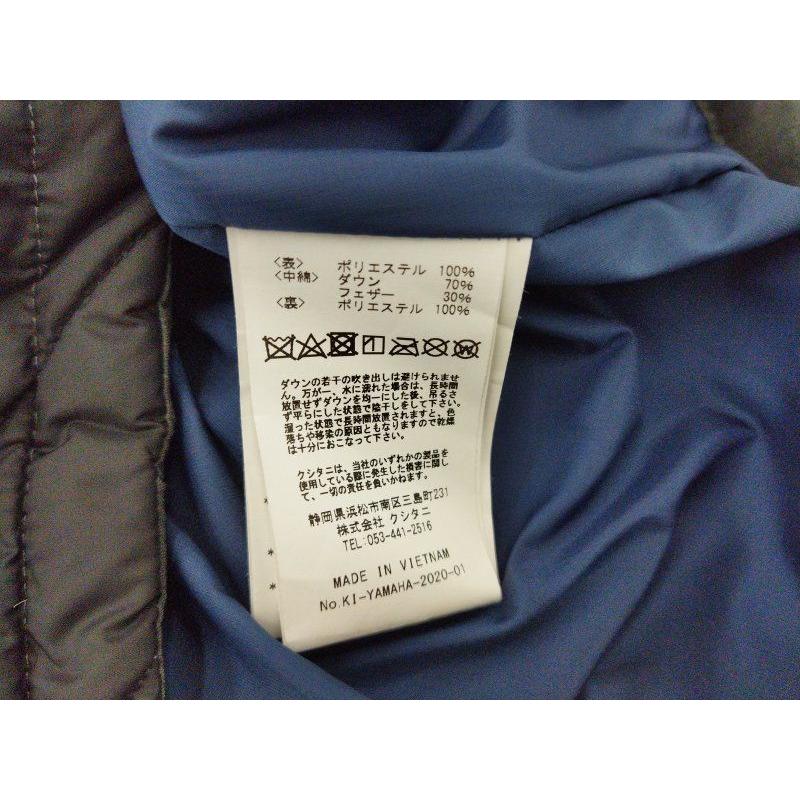 <表> ポリエステル 100%
<中綿> ダウン 70%
フェザー 30%
<裏> ポリエステル 100%
ダウンの若干の吹き出しは避けられませ
ん。万が一、水に濡れた場合は、長時間
放置せずダウンを均一にした後、吊るさ
ず平らにした状態で陰干しをして下さい。
湿った状態で長時間放置されますと、色
落ちや移染の原因ともなりますので乾燥
は十分におこなって下さい。
クシタニは、当社のいずれかの製品を
使用している際に発生した損害に関し
て、一切の責任を負いかねます。
静岡県浜松市南区三島町231
株式会社 クシタニ
TEL:053-441-2516
MADE IN VIETNAM
No.KI-YAMAHA-2020-01